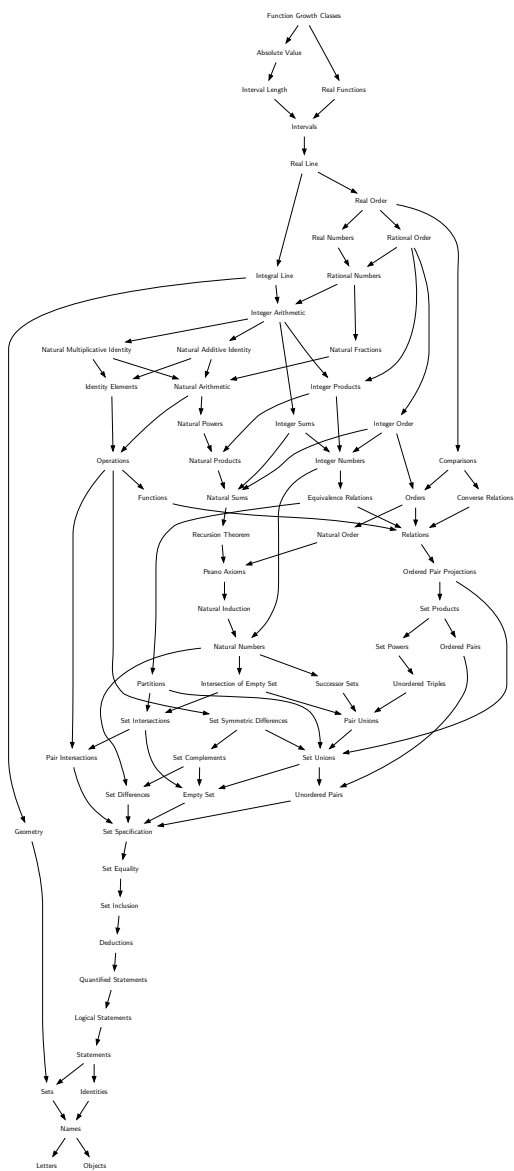 Function Growth Classes
Absolute Value
Interval Length
Real Functions
Intervals
Real Line
Real Order
Real Numbers
Rational Order
Integral Line
Rational Numbers
Integer Arithmetic
Natural Multiplicative Identity
Natural Additive Identity
Natural Fractions
Identity Elements
Natural Arithmetic
Integer Products
Natural Powers
Integer Sums
Integer Order
Operations
Natural Products
Integer Numbers
Comparisons
Functions
Natural Sums
Equivalence Relations
Orders
Converse Relations
Recursion Theorem
Natural Order
Relations
Peano Axioms
Ordered Pair Projections
Natural Induction
Set Products
Natural Numbers
Set Powers
Ordered Pairs
Partitions
Intersection of Empty Set
Successor Sets
Unordered Triples
Set Intersections
Set Symmetric Differences
Pair Unions
Pair Intersections
Set Complements
Set Unions
Set Differences
Empty Set
Unordered Pairs
Geometry
Set Specification
Set Equality
Set Inclusion
Deductions
Quantified Statements
Logical Statements
Statements
Sets
Identities
Names
Letters
Objects